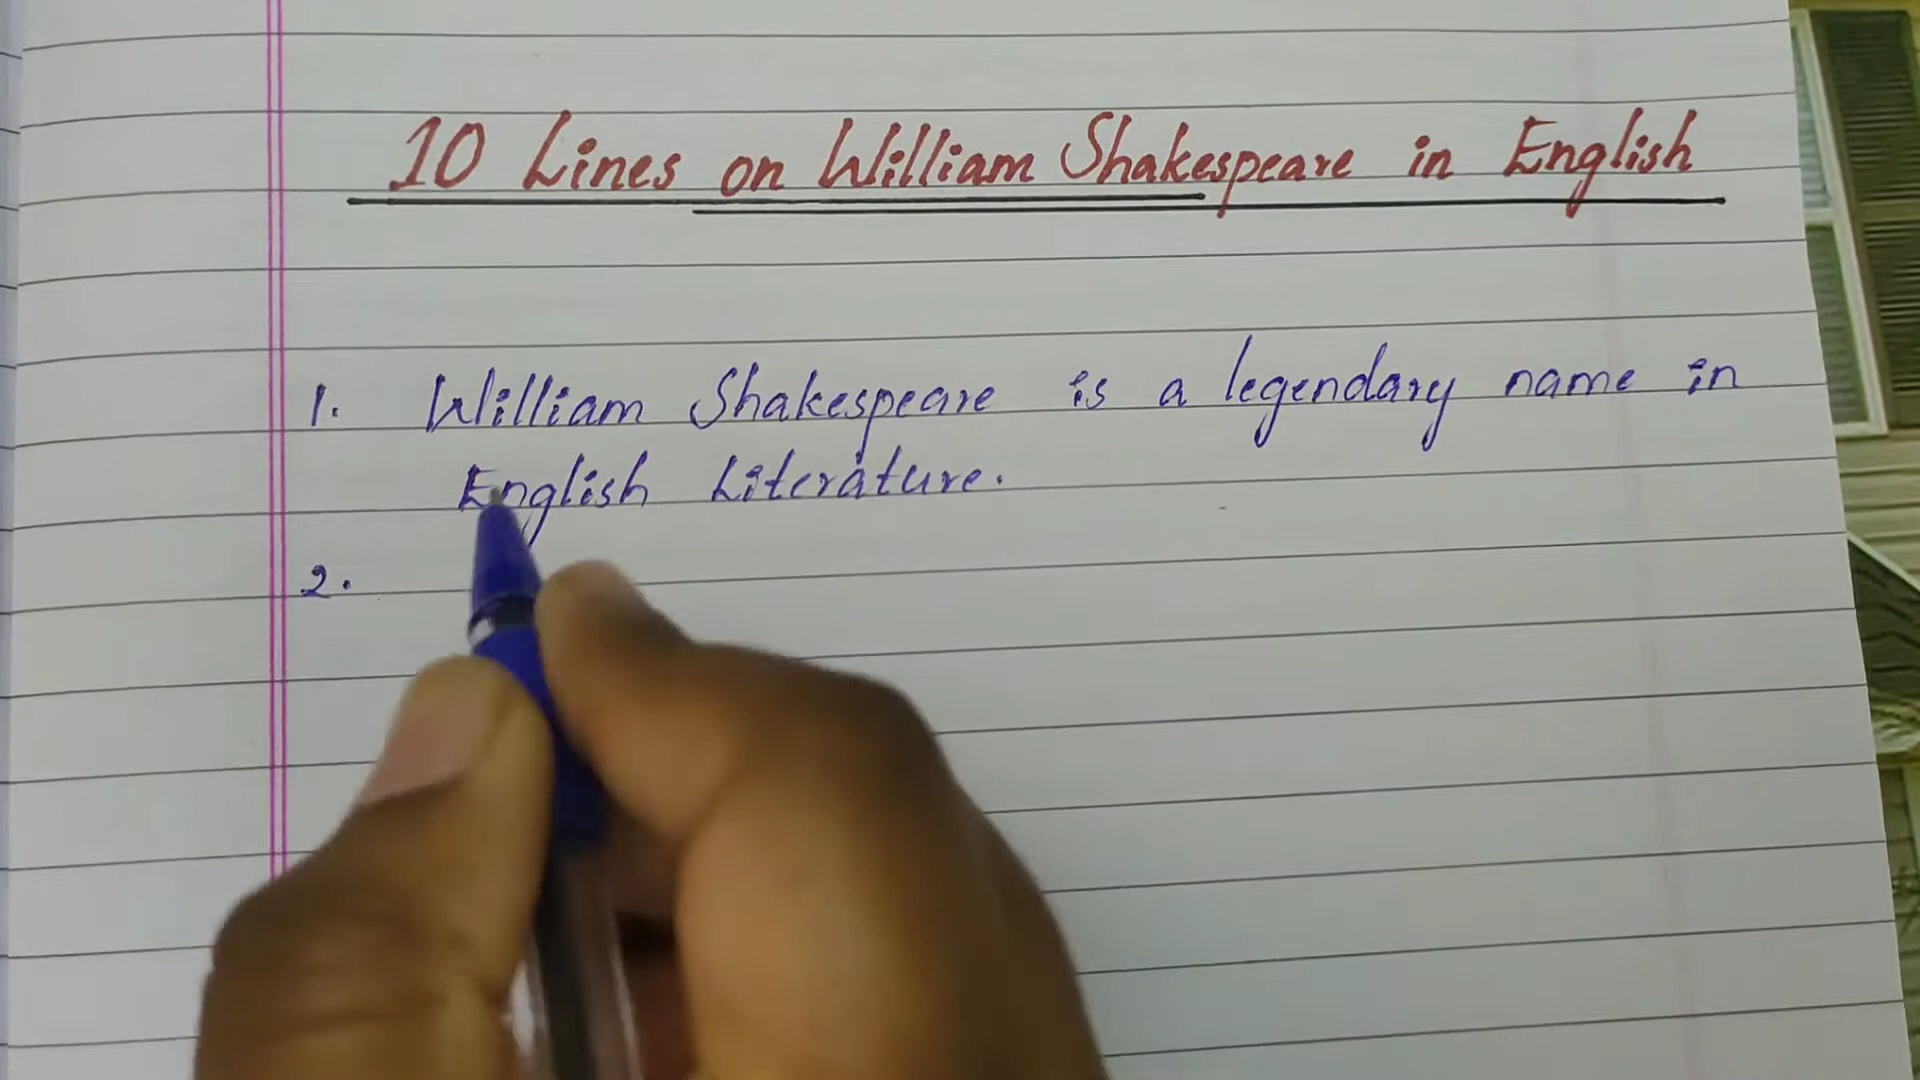 10 Lines on William Shakespeare in English
1. William Shakespeare is a legendary name in
English Literature.
2.